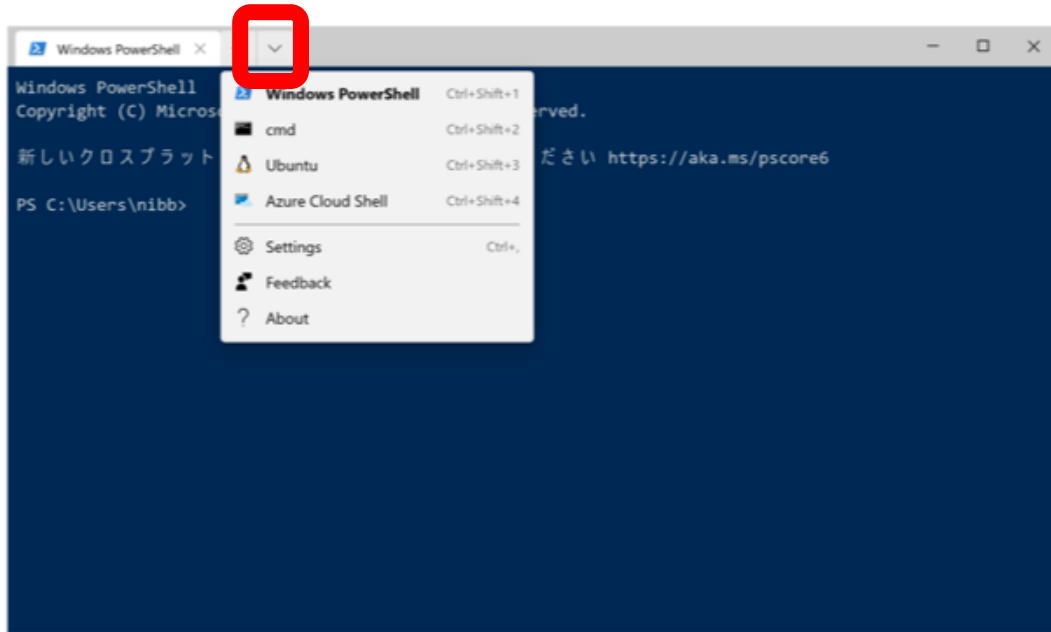 Windows PowerShell
Windows PowerShell
Copyright (C) Micros erved.
新しいクロスプラット ださい https://aka.ms/pscore6
PS C:\Users\nibb>
Windows PowerShell Ctrl+Shift+1
cmd Ctrl+Shift+2
Ubuntu Ctrl+Shift+3
Azure Cloud Shell Ctrl+Shift+4
Settings Ctrl+,
Feedback
About